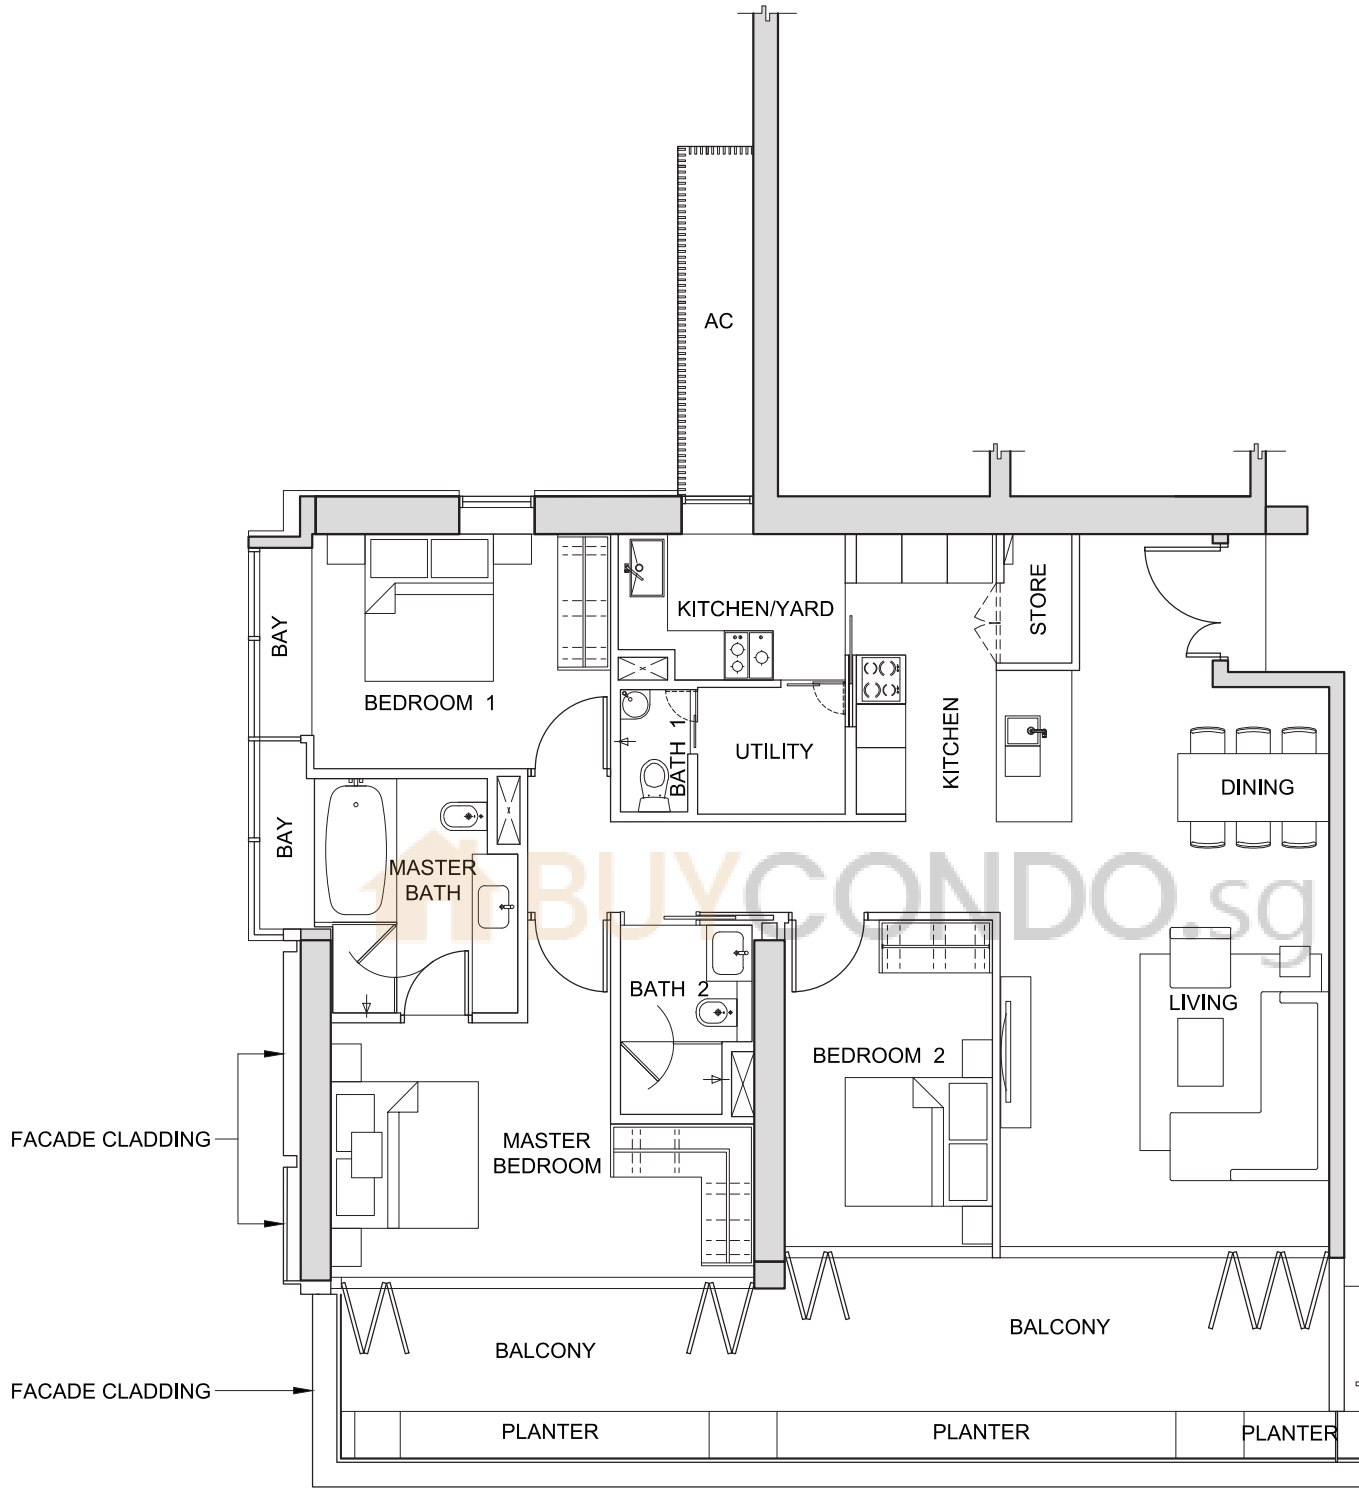 AC
KITCHEN/YARD
STORE
BAY
BEDROOM 1
BATH 1
UTILITY
KITCHEN
DINING
BAY
MASTER
BATH
BUYCONDO.sg
BATH 2
LIVING
BEDROOM 2
FACADE CLADDING
MASTER
BEDROOM
BALCONY
BALCONY
FACADE CLADDING
PLANTER
PLANTER
PLANTER